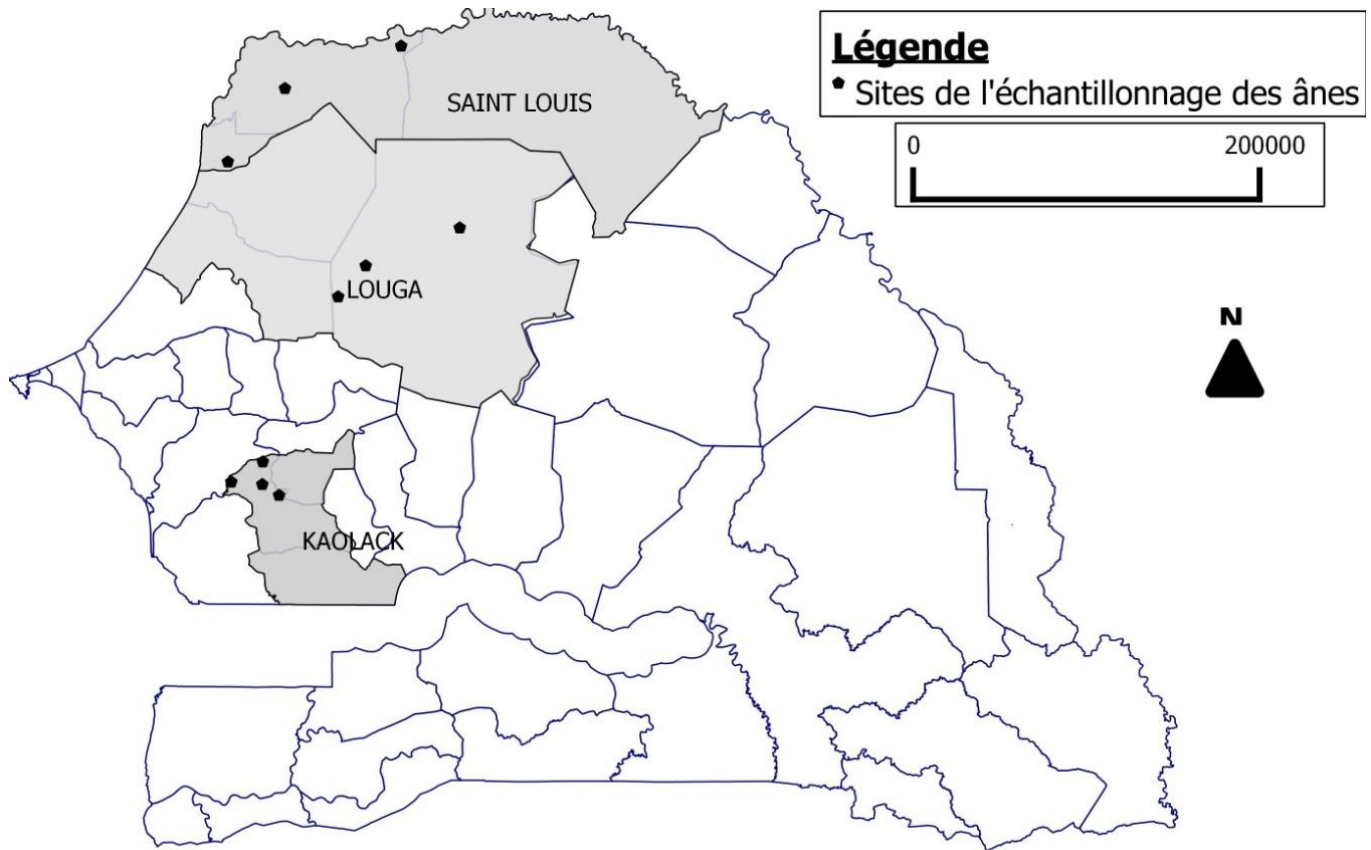 Légende
Sites de l'échantillonnage des ânes
0 200000
SAINT LOUIS
LOUGA
N
KAOLACK